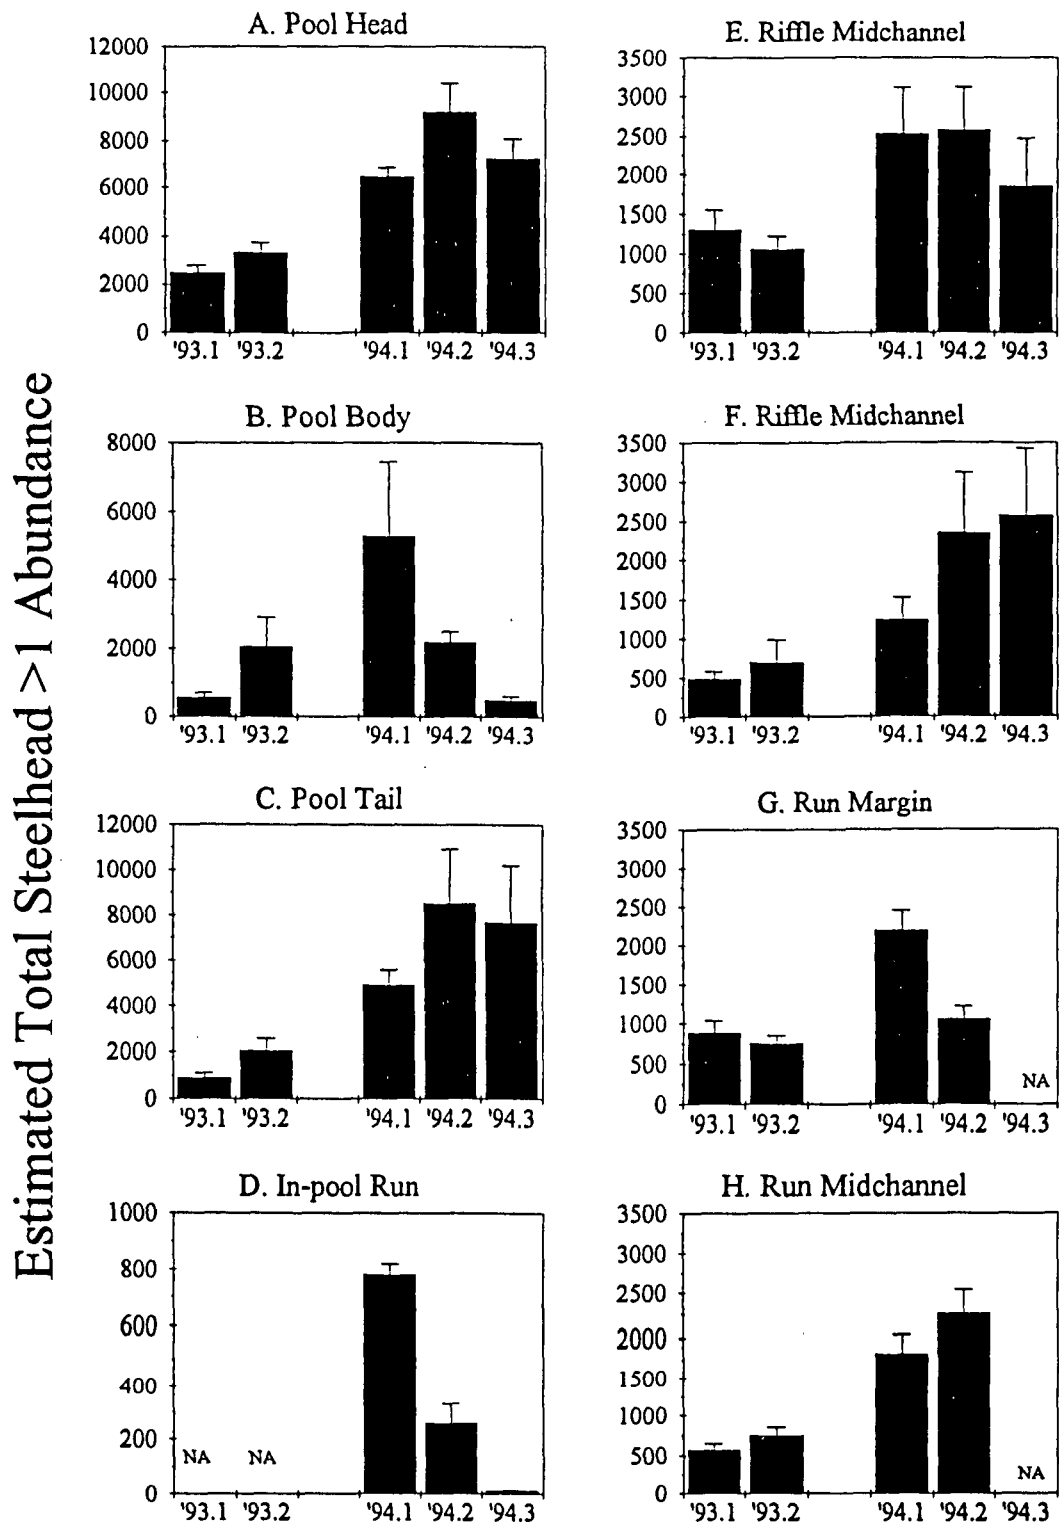 Estimated Total Steelhead >1 Abundance
A. Pool Head
12000
10000
8000
6000
4000
2000
0
'93.1 '93.2 '94.1 '94.2 '94.3
B. Pool Body
8000
6000
4000
2000
0
'93.1 '93.2 '94.1 '94.2 '94.3
C. Pool Tail
12000
10000
8000
6000
4000
2000
0
'93.1 '93.2 '94.1 '94.2 '94.3
D. In-pool Run
1000
800
600
400
200
0
NA NA
'93.1 '93.2 '94.1 '94.2 '94.3
E. Riffle Midchannel
3500
3000
2500
2000
1500
1000
500
0
'93.1 '93.2 '94.1 '94.2 '94.3
F. Riffle Midchannel
3500
3000
2500
2000
1500
1000
500
0
'93.1 '93.2 '94.1 '94.2 '94.3
G. Run Margin
3500
3000
2500
2000
1500
1000
500
0
NA
'93.1 '93.2 '94.1 '94.2 '94.3
H. Run Midchannel
3500
3000
2500
2000
1500
1000
500
0
NA
'93.1 '93.2 '94.1 '94.2 '94.3